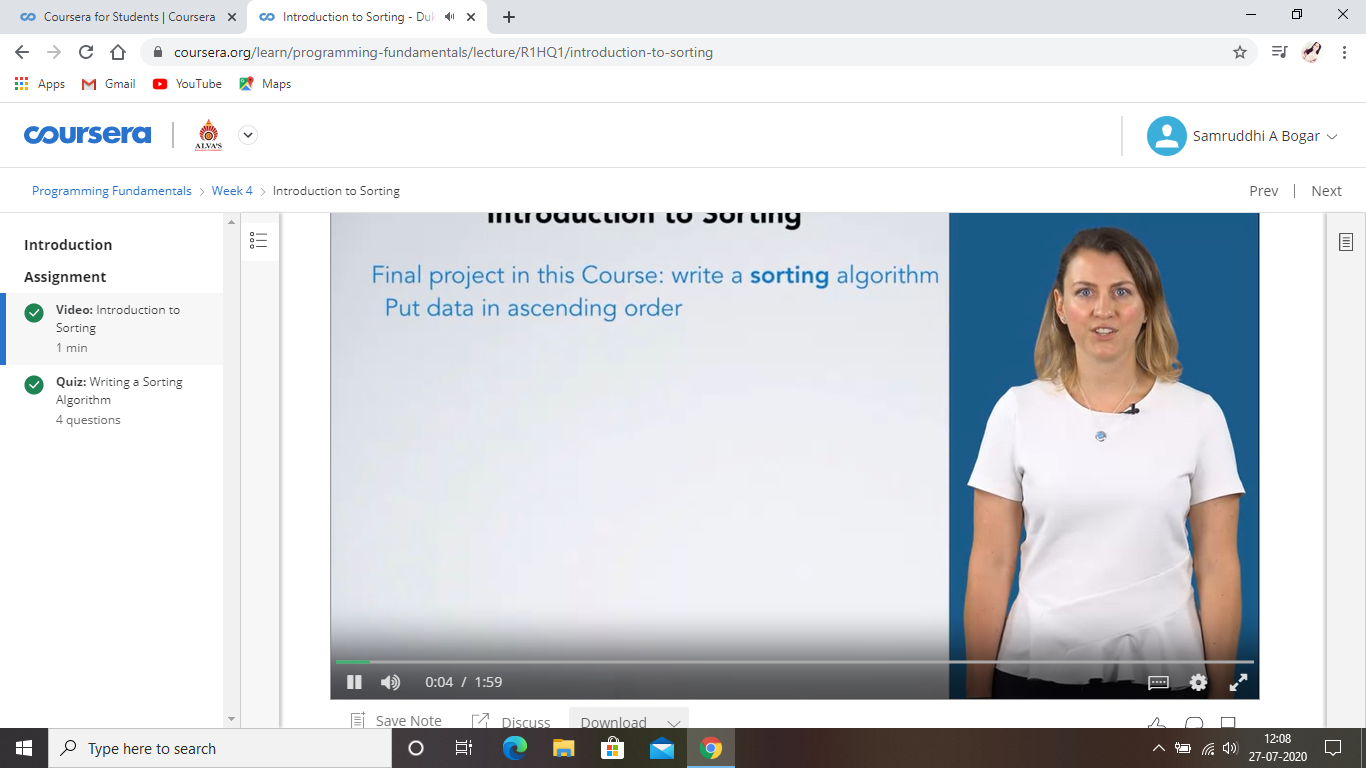 Coursera for Students | Coursera
Introduction to Sorting - Du
coursera.org/learn/programming-fundamentals/lecture/R1HQ1/introduction-to-sorting
Apps
Gmail
YouTube
Maps
coursera
ALVA'S
Samruddhi A Bogar
Programming Fundamentals
Week 4
Introduction to Sorting
Prev
Next
Introduction
Assignment
Video: Introduction to
Sorting
1 min
Quiz: Writing a Sorting
Algorithm
4 questions
Introduction to Sorting
Final project in this Course: write a sorting algorithm
Put data in ascending order
0:04 / 1:59
Save Note
Discuss
Download
Type here to search
12:08
27-07-2020